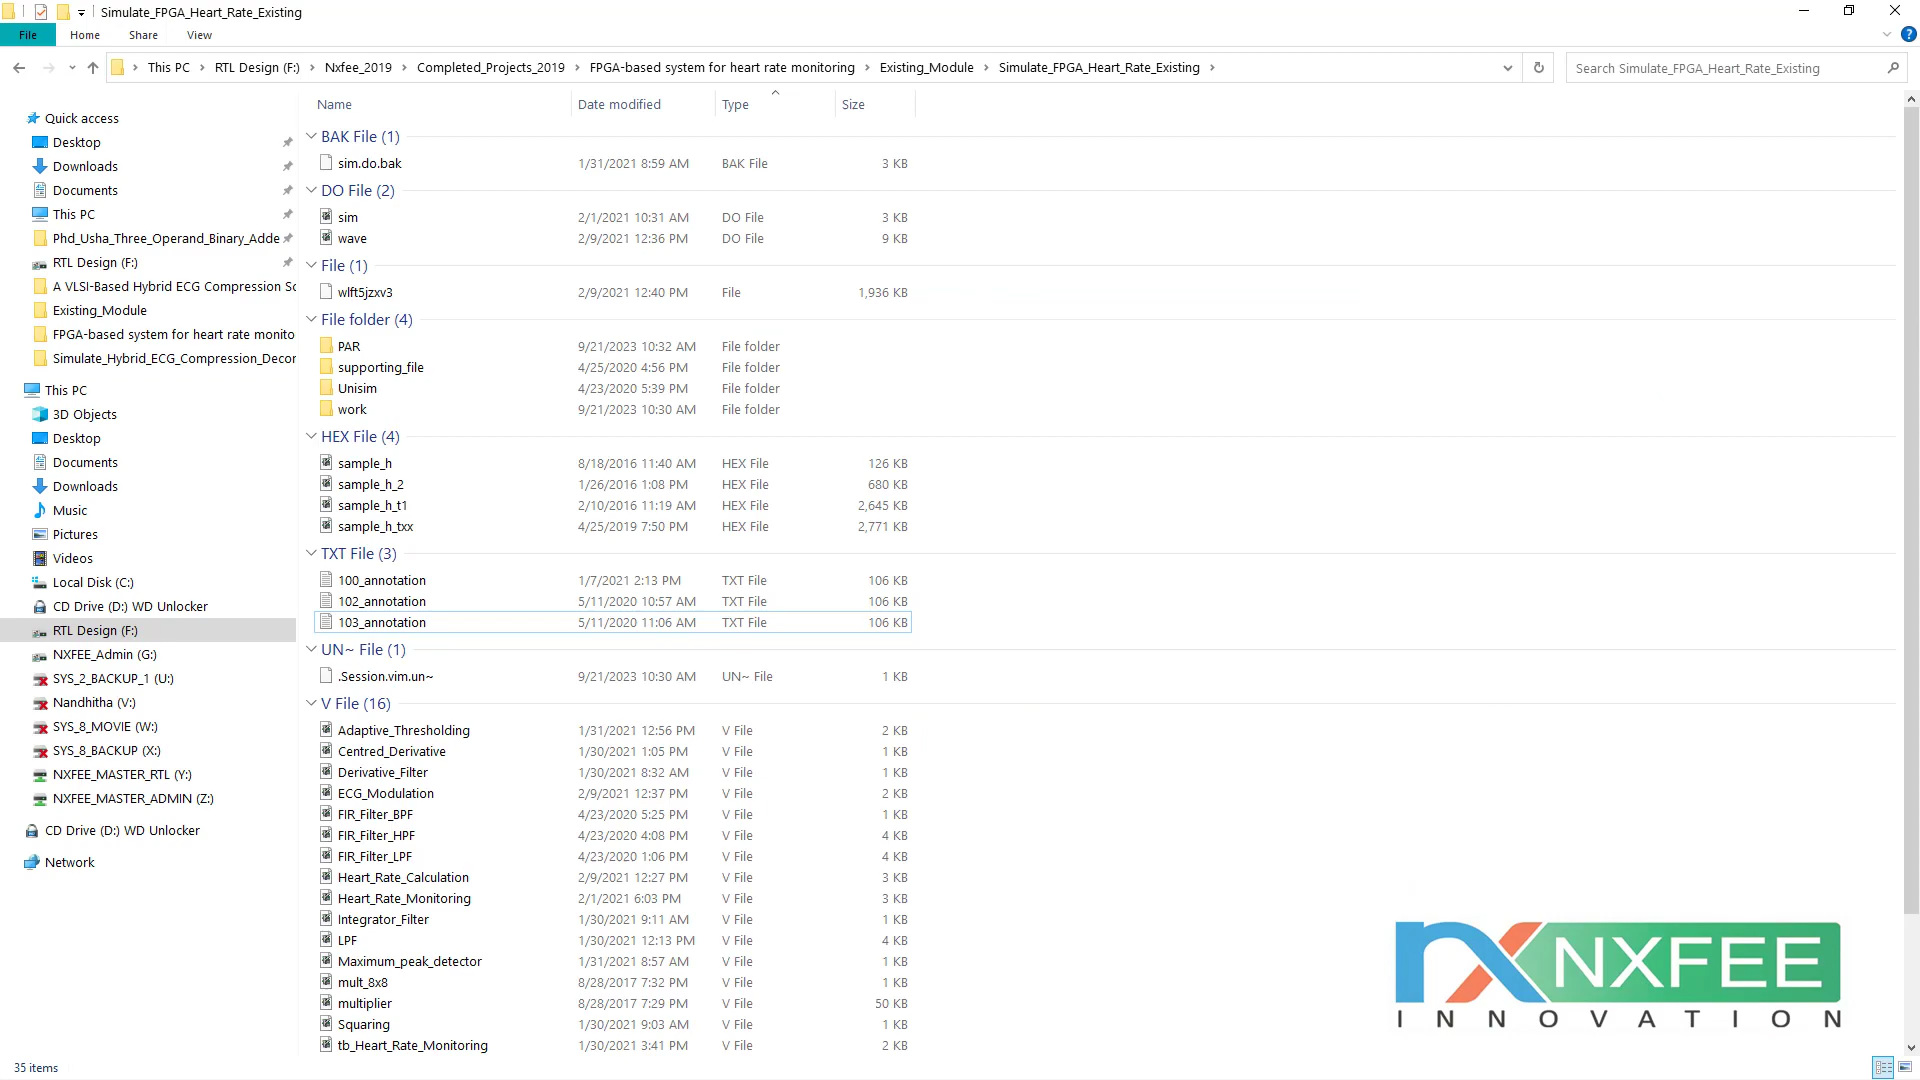 Simulate_FPGA_Heart_Rate_Existing
File Home Share View
This PC RTL Design (F:) Nxfee_2019 Completed_Projects_2019 FPGA-based system for heart rate monitoring Existing_Module Simulate_FPGA_Heart_Rate_Existing Search Simulate_FPGA_Heart_Rate_Existing
Quick access
Desktop
Downloads
Documents
This PC
Phd_Usha_Three_Operand_Binary_Adde
RTL Design (F:)
A VLSI-Based Hybrid ECG Compression Sc
Existing_Module
FPGA-based system for heart rate monito
Simulate_Hybrid_ECG_Compression_Decor
This PC
3D Objects
Desktop
Documents
Downloads
Music
Pictures
Videos
Local Disk (C:)
CD Drive (D:) WD Unlocker
RTL Design (F:)
NXFEE_Admin (G:)
SYS_2_BACKUP_1 (U:)
Nandhitha (V:)
SYS_8_MOVIE (W:)
SYS_8_BACKUP (X:)
NXFEE_MASTER_RTL (Y:)
NXFEE_MASTER_ADMIN (Z:)
CD Drive (D:) WD Unlocker
Network
Name Date modified Type Size
BAK File (1)
sim.do.bak 1/31/2021 8:59 AM BAK File 3 KB
DO File (2)
sim 2/1/2021 10:31 AM DO File 3 KB
wave 2/9/2021 12:36 PM DO File 9 KB
File (1)
wlft5jzxv3 2/9/2021 12:40 PM File 1,936 KB
File folder (4)
PAR 9/21/2023 10:32 AM File folder
supporting_file 4/25/2020 4:56 PM File folder
Unisim 4/23/2020 5:39 PM File folder
work 9/21/2023 10:30 AM File folder
HEX File (4)
sample_h 8/18/2016 11:40 AM HEX File 126 KB
sample_h_2 1/26/2016 1:08 PM HEX File 680 KB
sample_h_t1 2/10/2016 11:19 AM HEX File 2,645 KB
sample_h_txx 4/25/2019 7:50 PM HEX File 2,771 KB
TXT File (3)
100_annotation 1/7/2021 2:13 PM TXT File 106 KB
102_annotation 5/11/2020 10:57 AM TXT File 106 KB
103_annotation 5/11/2020 11:06 AM TXT File 106 KB
UN~ File (1)
.Session.vim.un~ 9/21/2023 10:30 AM UN~ File 1 KB
V File (16)
Adaptive_Thresholding 1/31/2021 12:56 PM V File 2 KB
Centred_Derivative 1/30/2021 1:05 PM V File 1 KB
Derivative_Filter 1/30/2021 8:32 AM V File 1 KB
ECG_Modulation 2/9/2021 12:37 PM V File 2 KB
FIR_Filter_BPF 4/23/2020 5:25 PM V File 1 KB
FIR_Filter_HPF 4/23/2020 4:08 PM V File 4 KB
FIR_Filter_LPF 4/23/2020 1:06 PM V File 4 KB
Heart_Rate_Calculation 2/9/2021 12:27 PM V File 3 KB
Heart_Rate_Monitoring 2/1/2021 6:03 PM V File 3 KB
Integrator_Filter 1/30/2021 9:11 AM V File 1 KB
LPF 1/30/2021 12:13 PM V File 4 KB
Maximum_peak_detector 1/31/2021 8:57 AM V File 1 KB
mult_8x8 8/28/2017 7:32 PM V File 1 KB
multiplier 8/28/2017 7:29 PM V File 50 KB
Squaring 1/30/2021 9:03 AM V File 1 KB
tb_Heart_Rate_Monitoring 1/30/2021 3:41 PM V File 2 KB
NXFEE
INNOVATION
35 items